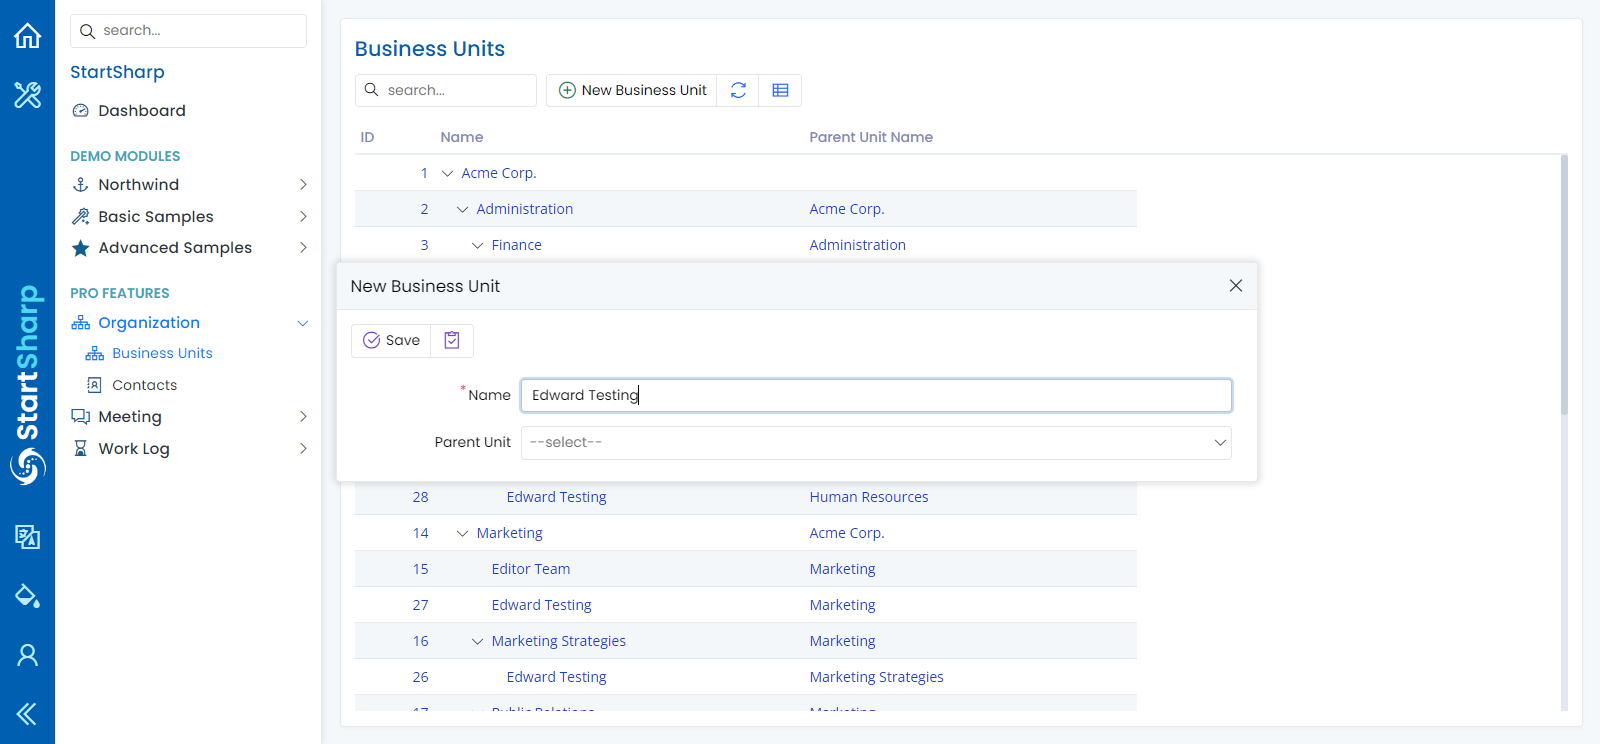 search...
StartSharp
Dashboard
DEMO MODULES
Northwind
Basic Samples
Advanced Samples
PRO FEATURES
Organization
Business Units
Contacts
Meeting
Work Log
StartSharp
Business Units
search...
New Business Unit
ID Name Parent Unit Name
1 Acme Corp.
2 Administration Acme Corp.
3 Finance Administration
New Business Unit
Save
*Name Edward Testing
Parent Unit --select--
28 Edward Testing Human Resources
14 Marketing Acme Corp.
15 Editor Team Marketing
27 Edward Testing Marketing
16 Marketing Strategies Marketing
26 Edward Testing Marketing Strategies
17 Public Relations Marketing